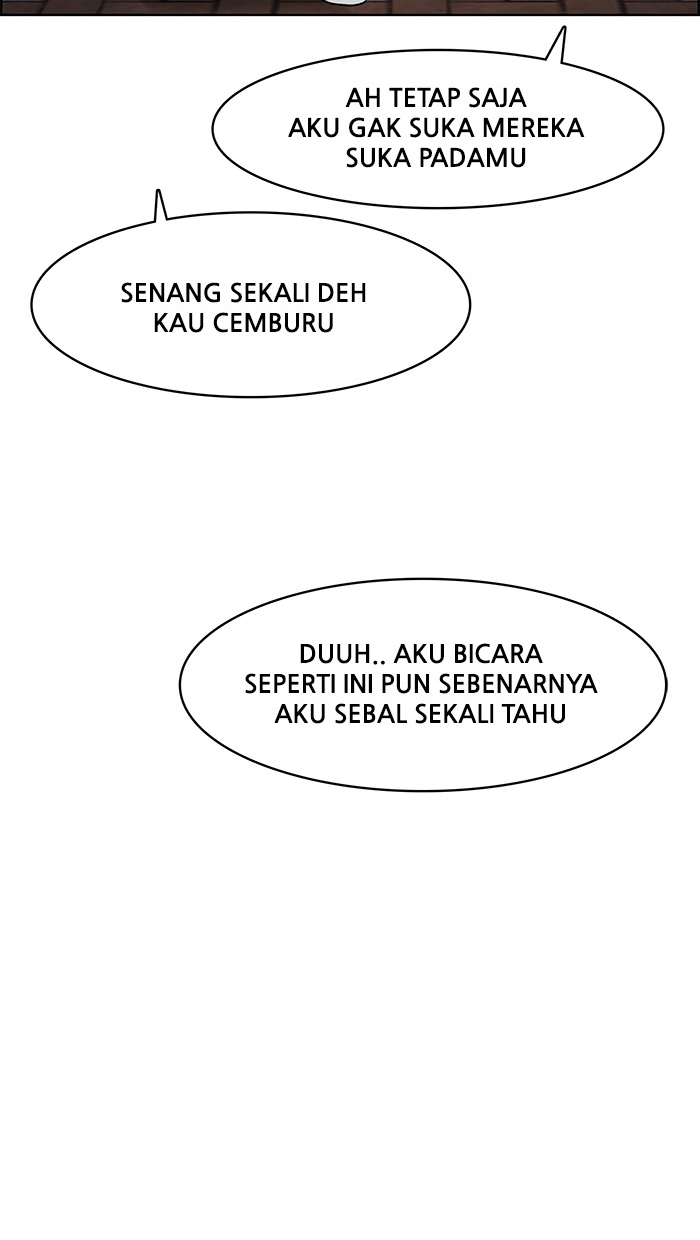 AH TETAP SAJA
AKU GAK SUKA MEREKA
SUKA PADAMU
SENANG SEKALI DEH
KAU CEMBURU
DUUH.. AKU BICARA
SEPERTI INI PUN SEBENARNYA
AKU SEBAL SEKALI TAHU